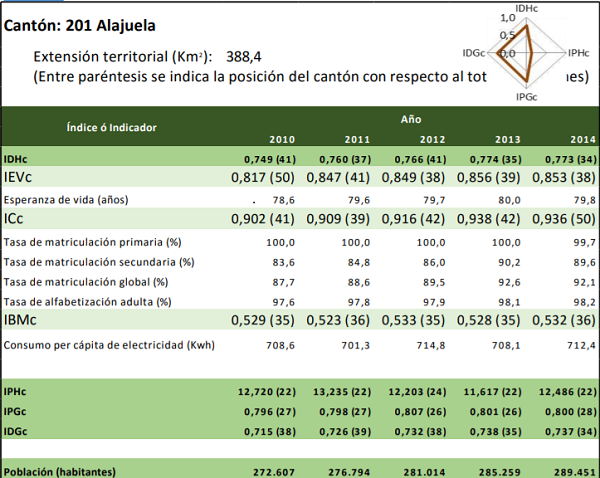 Cantón: 201 Alajuela
Extensión territorial (Km²): 388,4
(Entre paréntesis se indica la posición del cantón con respecto al tot nes)
IDHc
1,0
0,5
IDGc 0,0 IPHc
IPGc
Índice ó Indicador Año
2010 2011 2012 2013 2014
IDHc 0,749 (41) 0,760 (37) 0,766 (41) 0,774 (35) 0,773 (34)
IEVc 0,817 (50) 0,847 (41) 0,849 (38) 0,856 (39) 0,853 (38)
Esperanza de vida (años) . 78,6 79,6 79,7 80,0 79,8
ICc 0,902 (41) 0,909 (39) 0,916 (42) 0,938 (42) 0,936 (50)
Tasa de matriculación primaria (%) 100,0 100,0 100,0 100,0 99,7
Tasa de matriculación secundaria (%) 83,6 84,8 86,0 90,2 89,6
Tasa de matriculación global (%) 87,7 88,6 89,5 92,6 92,1
Tasa de alfabetización adulta (%) 97,6 97,8 97,9 98,1 98,2
IBMc 0,529 (35) 0,523 (36) 0,533 (35) 0,528 (35) 0,532 (36)
Consumo per cápita de electricidad (Kwh) 708,6 701,3 714,8 708,1 712,4
IPHc 12,720 (22) 13,235 (22) 12,203 (24) 11,617 (22) 12,486 (22)
IPGc 0,796 (27) 0,798 (27) 0,807 (26) 0,801 (26) 0,800 (28)
IDGc 0,715 (38) 0,726 (39) 0,732 (38) 0,738 (35) 0,737 (34)
Población (habitantes) 272.607 276.794 281.014 285.259 289.451